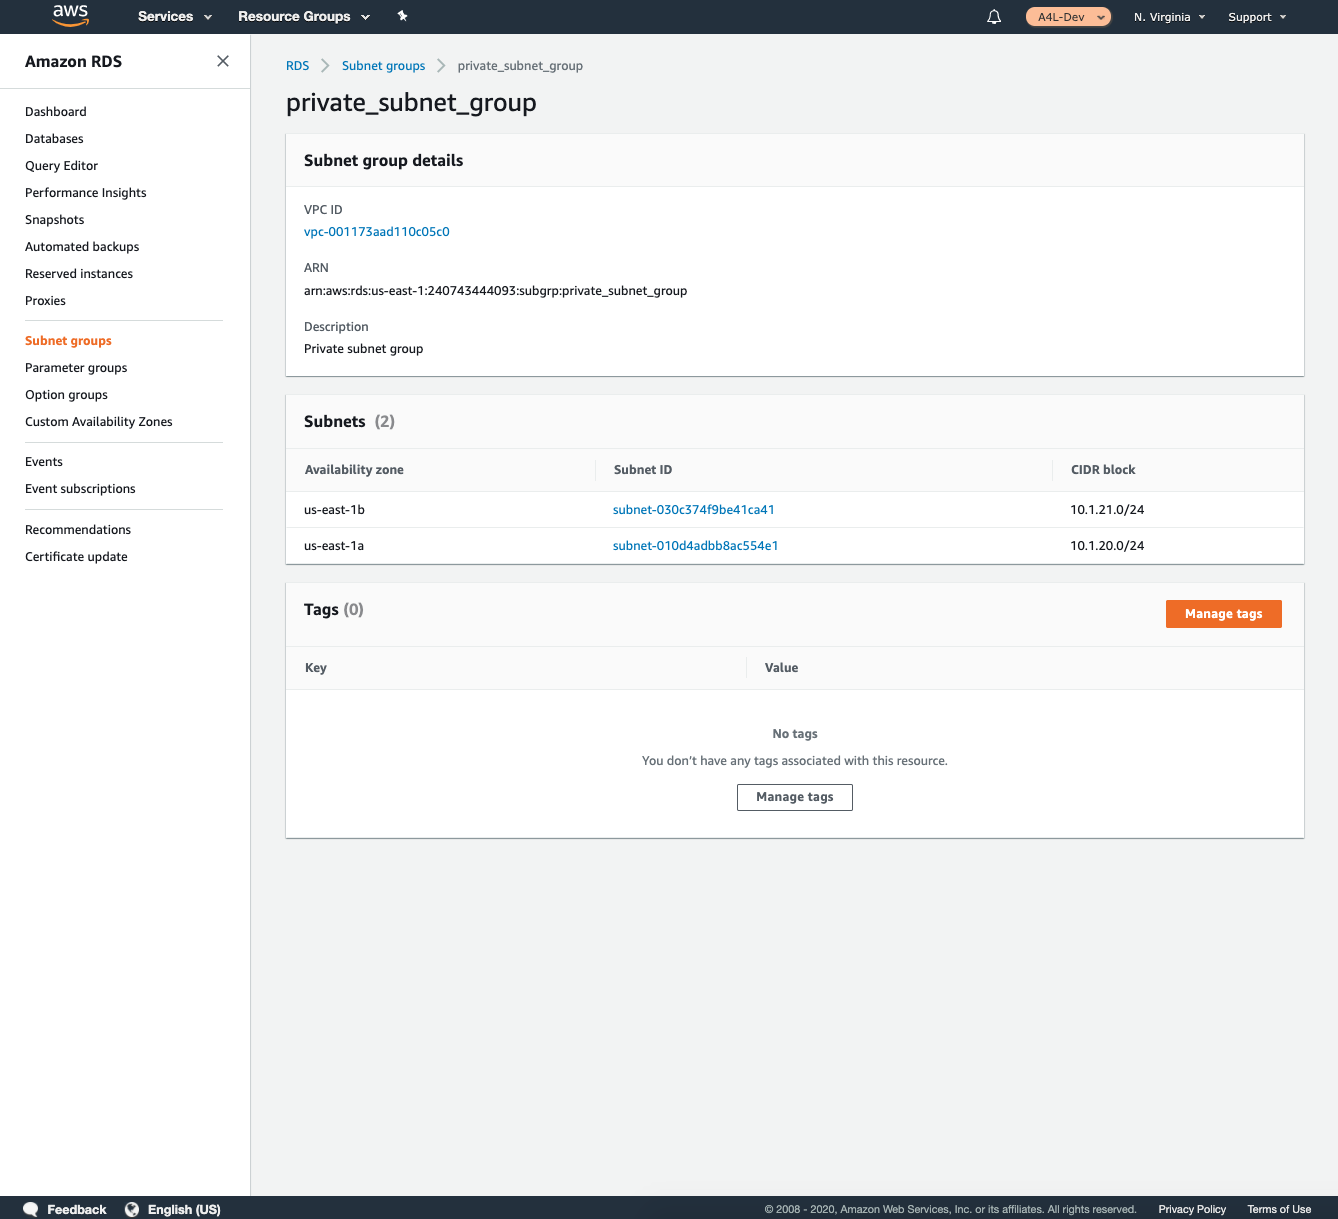 aws Services Resource Groups A4L-Dev N. Virginia Support
Amazon RDS
Dashboard
Databases
Query Editor
Performance Insights
Snapshots
Automated backups
Reserved instances
Proxies
Subnet groups
Parameter groups
Option groups
Custom Availability Zones
Events
Event subscriptions
Recommendations
Certificate update
RDS Subnet groups private_subnet_group
private_subnet_group
Subnet group details
VPC ID
vpc-001173aad110c05c0
ARN
arn:aws:rds:us-east-1:240743444093:subgrp:private_subnet_group
Description
Private subnet group
Subnets (2)
Availability zone Subnet ID CIDR block
us-east-1b subnet-030c374f9be41ca41 10.1.21.0/24
us-east-1a subnet-010d4adbb8ac554e1 10.1.20.0/24
Tags (0) Manage tags
Key Value
No tags
You don't have any tags associated with this resource.
Manage tags
Feedback English (US) © 2008 - 2020, Amazon Web Services, Inc. or its affiliates. All rights reserved. Privacy Policy Terms of Use